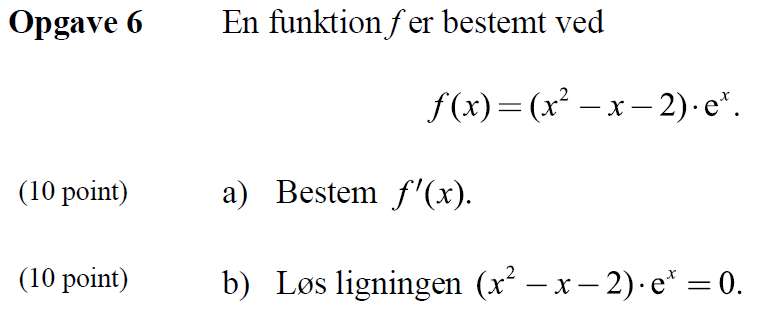 Opgave 6 En funktion f er bestemt ved
f(x) = (x² − x − 2) · eˣ.
(10 point) a) Bestem f′(x).
(10 point) b) Løs ligningen (x² − x − 2) · eˣ = 0.